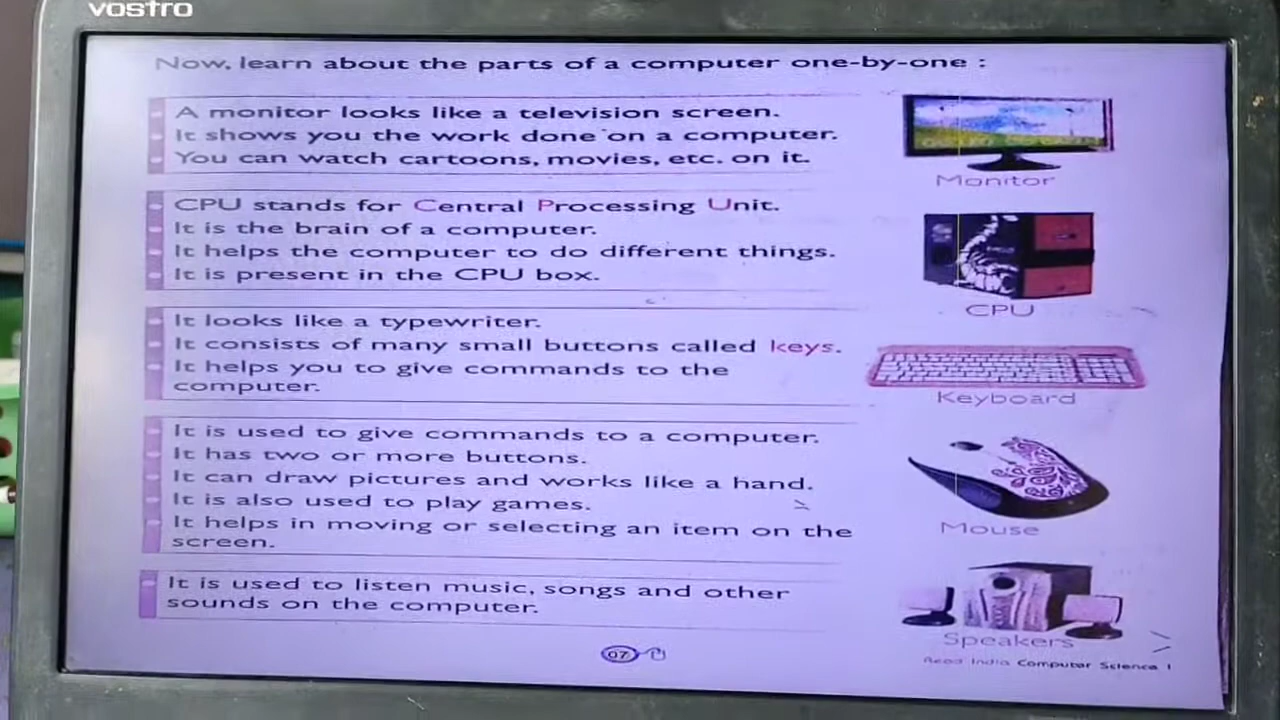 vostro
Now, learn about the parts of a computer one-by-one :
A monitor looks like a television screen.
It shows you the work done on a computer.
You can watch cartoons, movies, etc. on it.
Monitor
CPU stands for Central Processing Unit.
It is the brain of a computer.
It helps the computer to do different things.
It is present in the CPU box.
CPU
It looks like a typewriter.
It consists of many small buttons called keys.
It helps you to give commands to the
computer.
Keyboard
It is used to give commands to a computer.
It has two or more buttons.
It can draw pictures and works like a hand.
It is also used to play games.
It helps in moving or selecting an item on the
screen.
Mouse
It is used to listen music, songs and other
sounds on the computer.
Speakers
07
Read India Computer Science 1